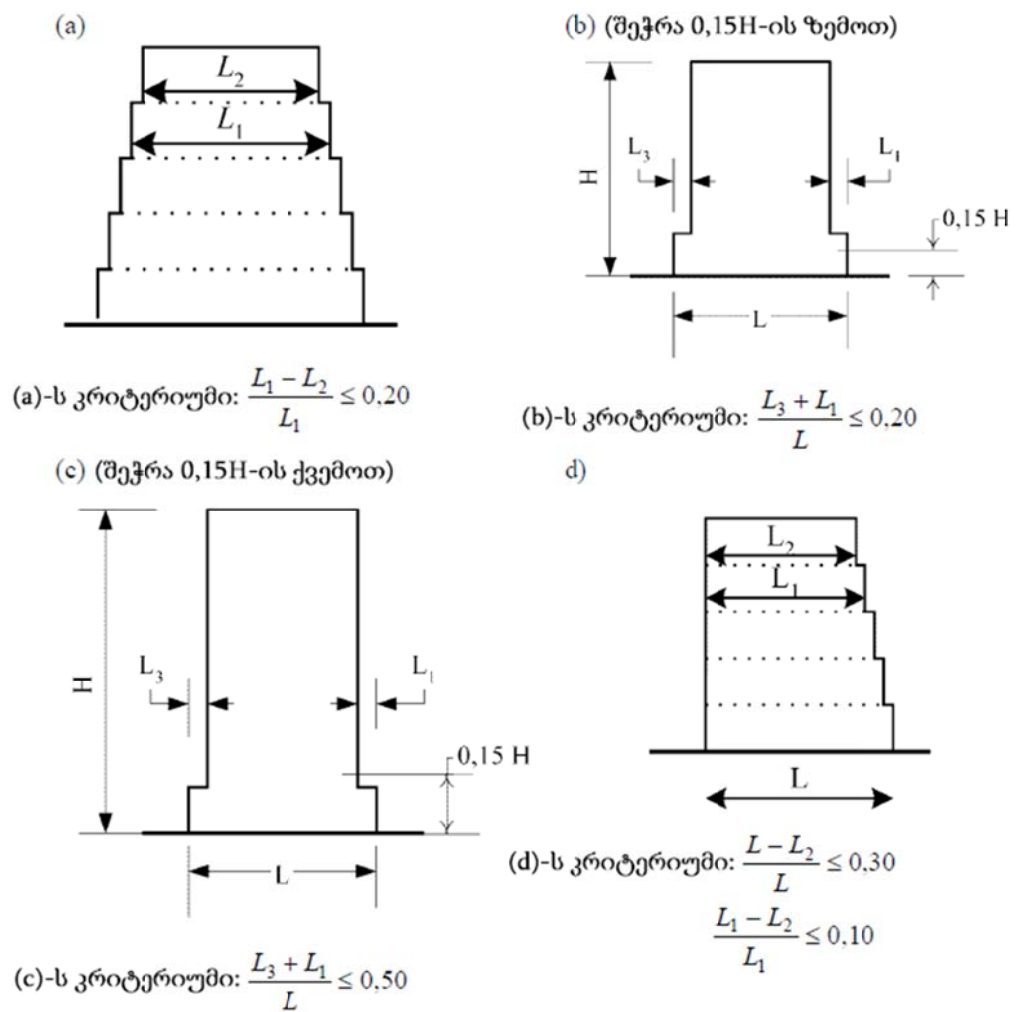 (a)
L₂
L₁
(a)-ს კრიტერიუმი: (L₁ − L₂) / L₁ ≤ 0,20
(b) (შეჭრა 0,15H-ის ზემოთ)
H
L₃
L₁
0,15 H
L
(b)-ს კრიტერიუმი: (L₃ + L₁) / L ≤ 0,20
(c) (შეჭრა 0,15H-ის ქვემოთ)
H
L₃
L₁
0,15 H
L
(c)-ს კრიტერიუმი: (L₃ + L₁) / L ≤ 0,50
d)
L₂
L₁
L
(d)-ს კრიტერიუმი: (L − L₂) / L ≤ 0,30
(L₁ − L₂) / L₁ ≤ 0,10